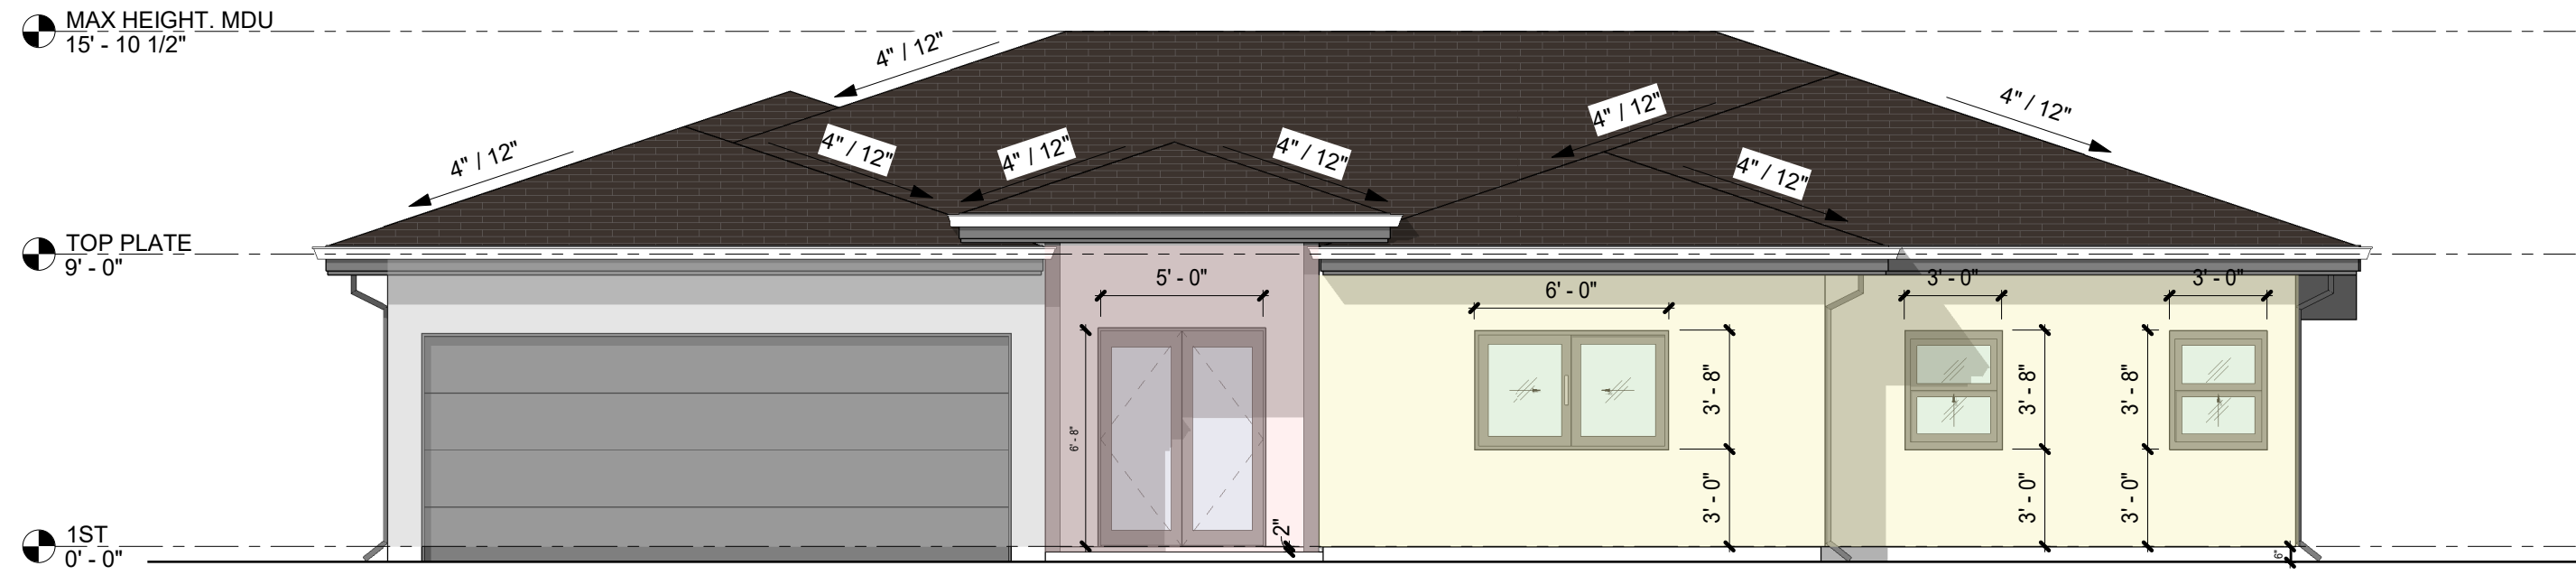 MAX HEIGHT. MDU
15' - 10 1/2"
4" / 12"
4" / 12"
4" / 12"
4" / 12"
4" / 12"
4" / 12"
4" / 12"
4" / 12"
TOP PLATE
9' - 0"
5' - 0"
6' - 0"
3' - 0"
3' - 0"
6' - 8"
3' - 8"
3' - 8"
3' - 8"
3' - 0"
3' - 0"
3' - 0"
2"
1ST
0' - 0"
6"